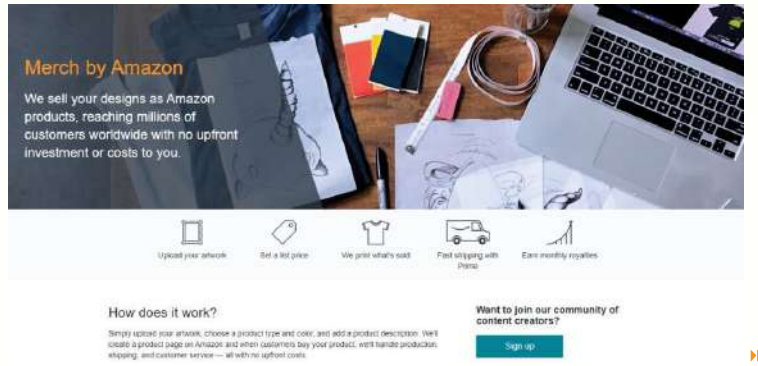 Merch by Amazon
We sell your designs as Amazon
products, reaching millions of
customers worldwide with no upfront
investment or costs to you.
Upload your artwork
Set a list price
We print what's sold
Fast shipping with
Prime
Earn monthly royalties
How does it work?
Simply upload your artwork, choose a product type and color, and add a product description. We'll
create a product page on Amazon and when customers buy your product, we'll handle production,
shipping, and customer service — all with no upfront costs.
Want to join our community of
content creators?
Sign up